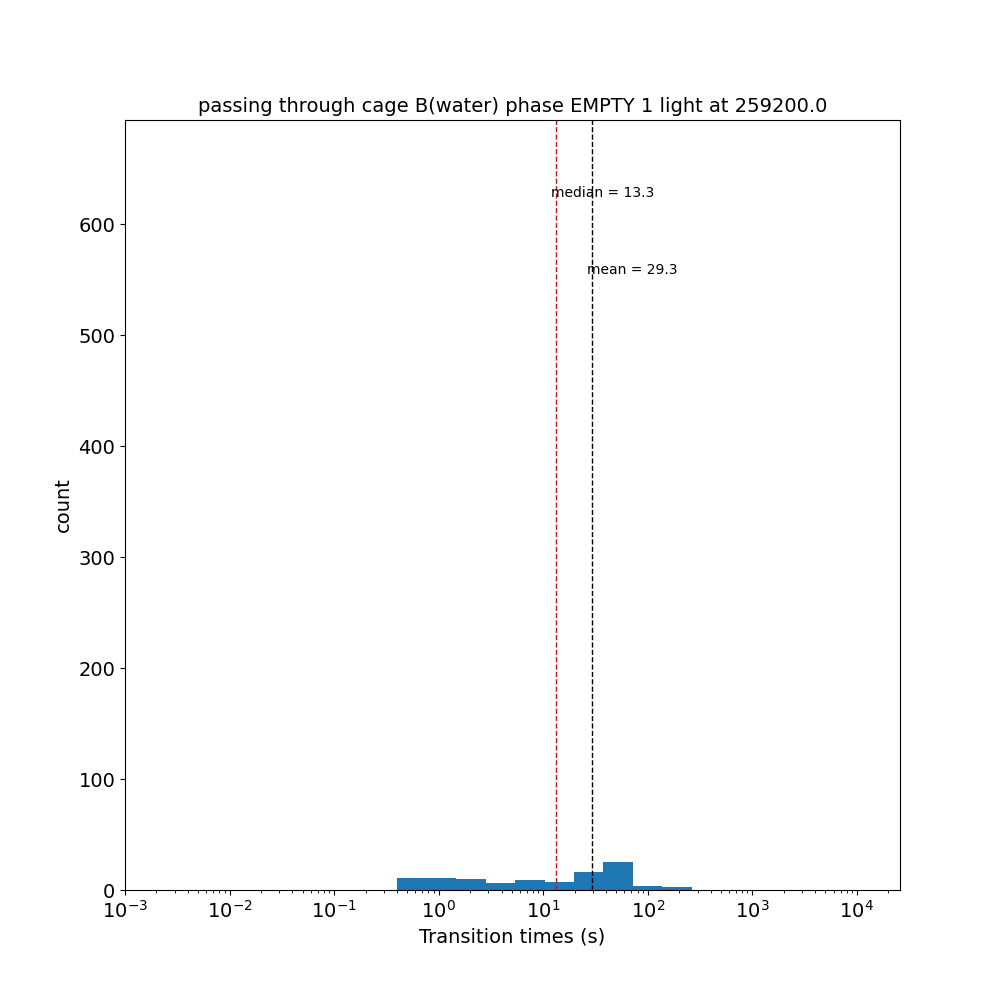 passing through cage B(water) phase EMPTY 1 light at 259200.0
median = 13.3
mean = 29.3
600
500
400
300
200
100
0
count
10⁻³ 10⁻² 10⁻¹ 10⁰ 10¹ 10² 10³ 10⁴
Transition times (s)